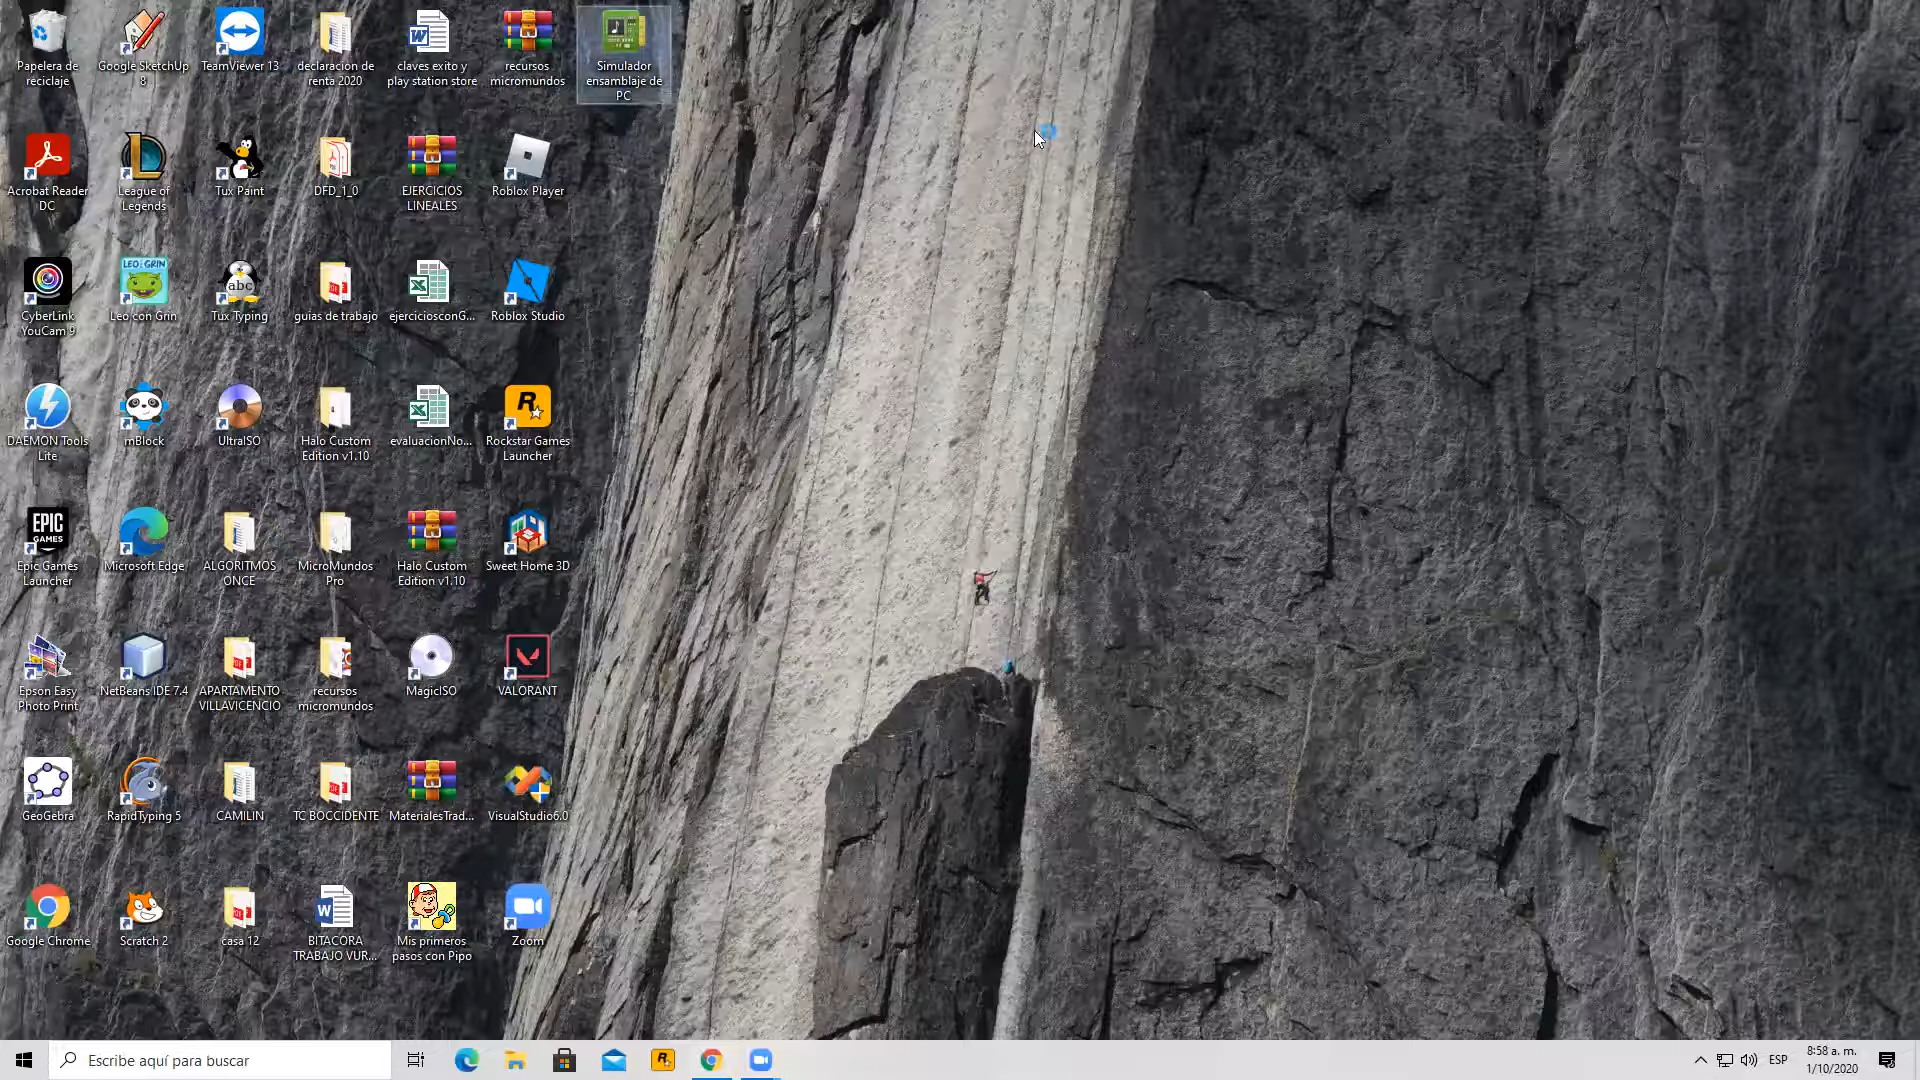 Papelera de
reciclaje
Google SketchUp
8
TeamViewer 13
declaracion de
renta 2020
claves exito y
play station store
recursos
micromundos
Simulador
ensamblaje de
PC
Acrobat Reader
DC
League of
Legends
Tux Paint
DFD_1_0
EJERCICIOS
LINEALES
Roblox Player
CyberLink
YouCam 9
LEO GRIN
Leo con Grin
abc
Tux Typing
guias de trabajo
ejerciciosconG...
Roblox Studio
DAEMON Tools
Lite
mBlock
UltraISO
Halo Custom
Edition v1.10
evaluacionNo...
Rockstar Games
Launcher
EPIC
GAMES
Epic Games
Launcher
Microsoft Edge
ALGORITMOS
ONCE
MicroMundos
Pro
Halo Custom
Edition v1.10
Sweet Home 3D
Epson Easy
Photo Print
NetBeans IDE 7.4
APARTAMENTO
VILLAVICENCIO
recursos
micromundos
MagicISO
VALORANT
GeoGebra
RapidTyping 5
CAMILIN
TC BOCCIDENTE
MaterialesTrad...
VisualStudio6.0
Google Chrome
Scratch 2
casa 12
BITACORA
TRABAJO VUR...
Mis primeros
pasos con Pipo
Zoom
Escribe aquí para buscar
ESP
8:58 a. m.
1/10/2020